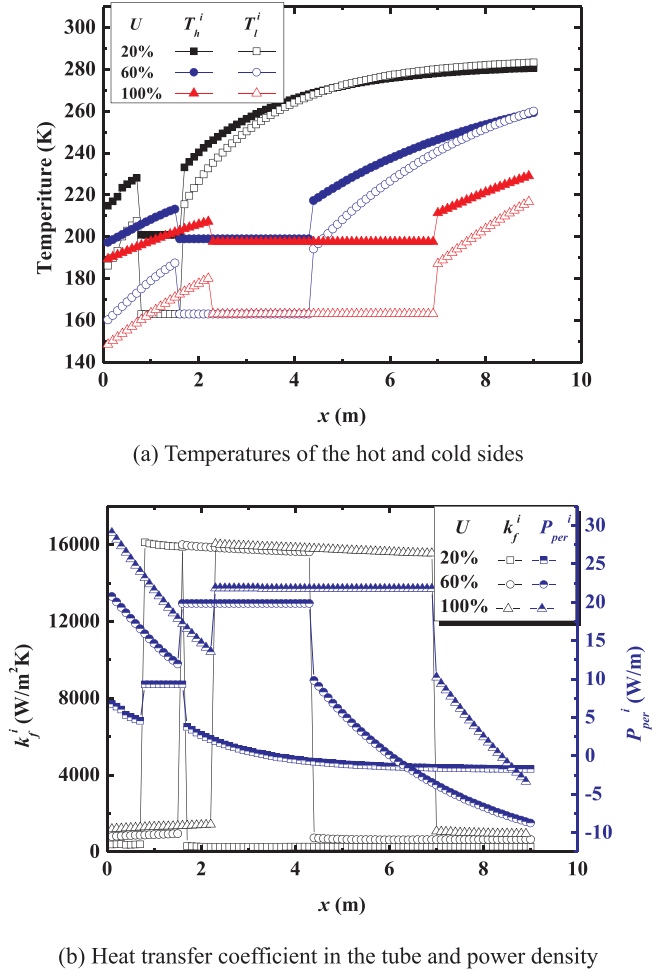 U T_h^i T_l^i
20%
60%
100%
300
280
260
240
220
200
180
160
140
Temperiture (K)
0 2 4 6 8 10
x (m)
(a) Temperatures of the hot and cold sides
U k_f^i P_per^i
20%
60%
100%
16000
12000
8000
4000
0
k_f^i (W/m²K)
30
25
20
15
10
5
0
-5
-10
P_per^i (W/m)
0 2 4 6 8 10
x (m)
(b) Heat transfer coefficient in the tube and power density